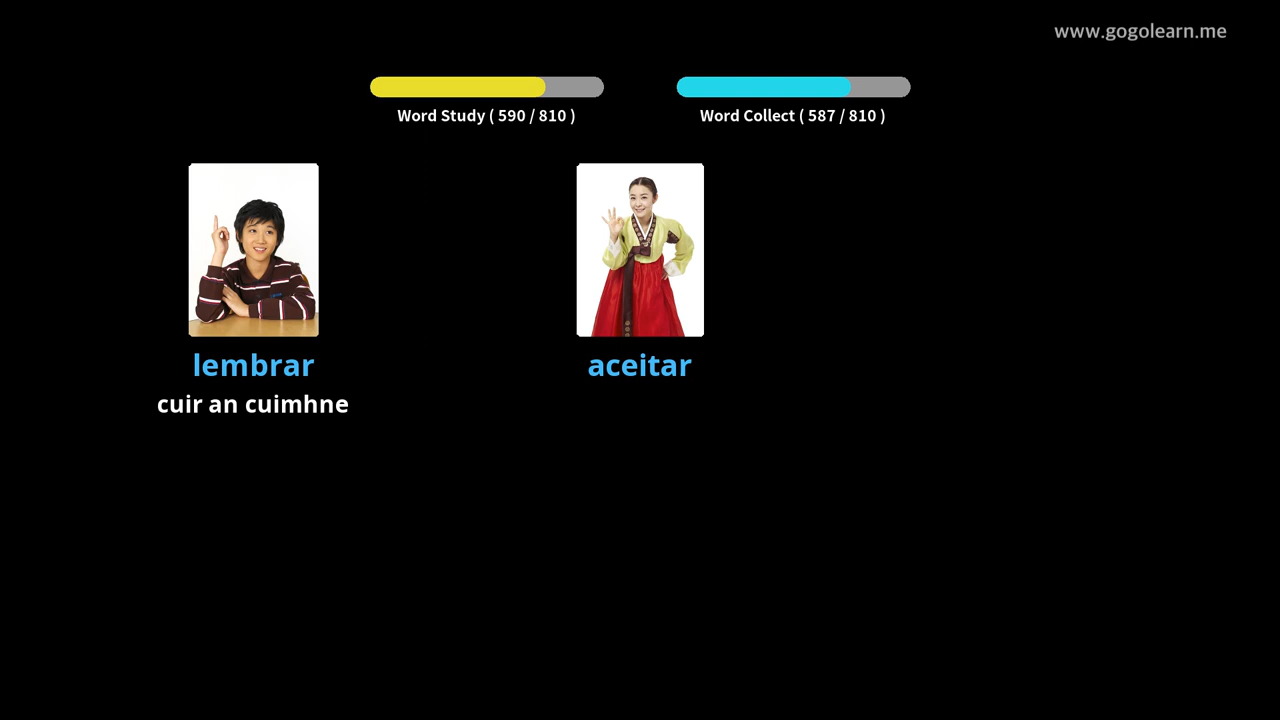 www.gogolearn.me
Word Study ( 590 / 810 )
Word Collect ( 587 / 810 )
lembrar
aceitar
cuir an cuimhne